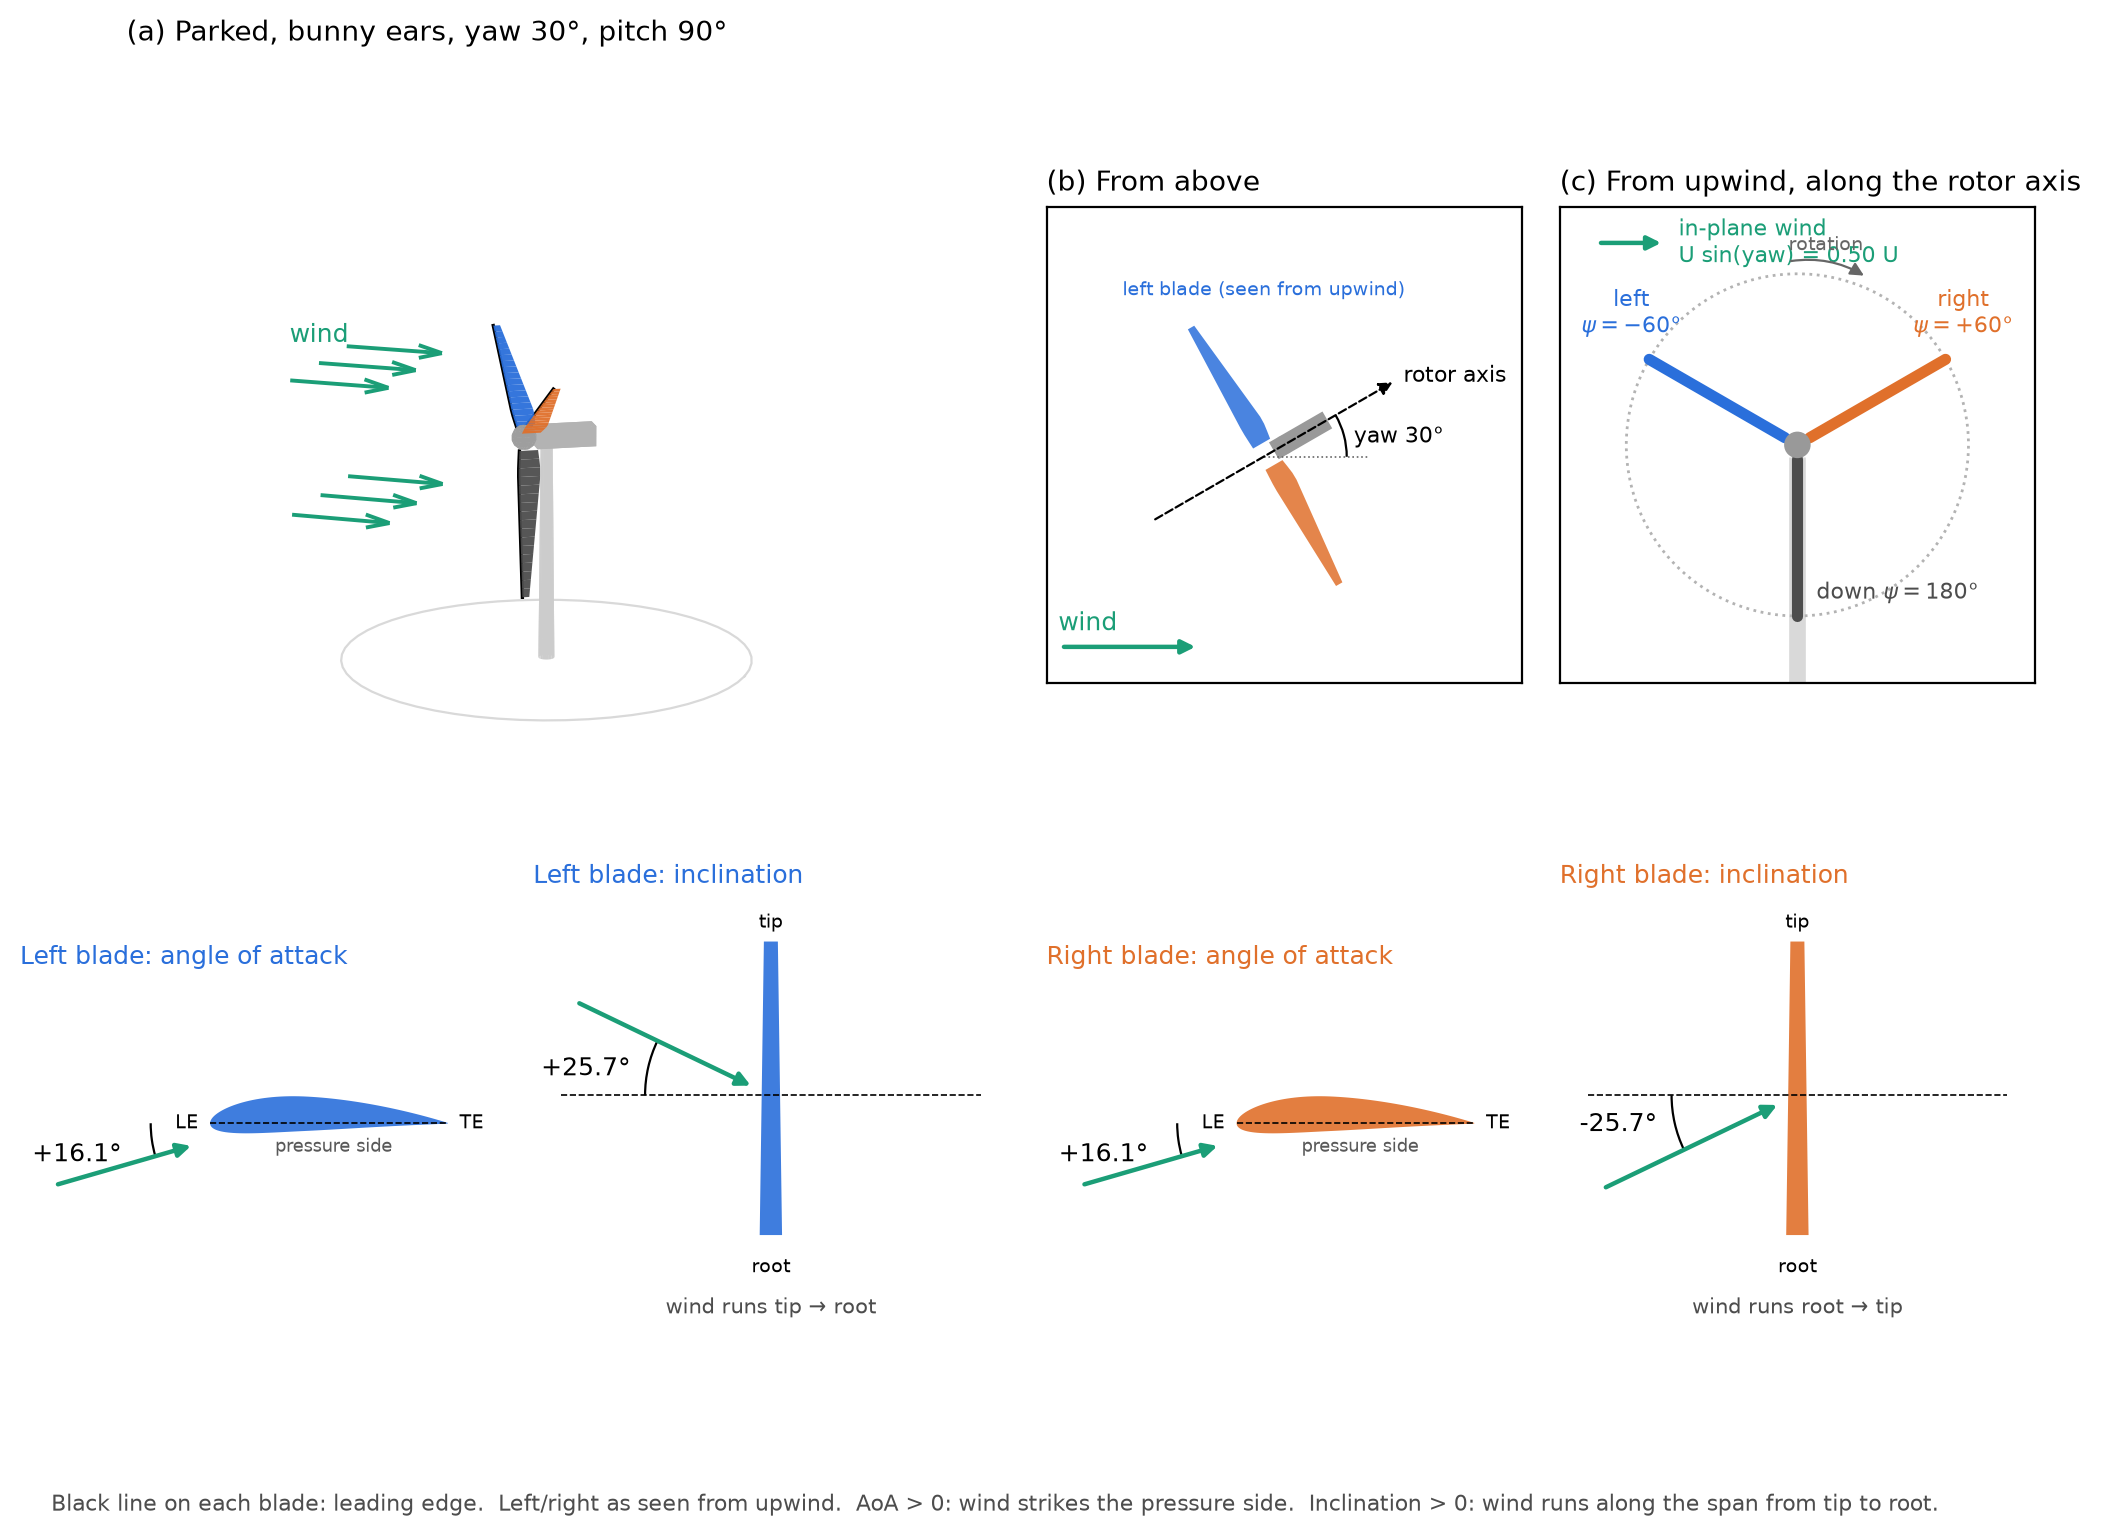 (a) Parked, bunny ears, yaw 30°, pitch 90°
wind
(b) From above
left blade (seen from upwind)
rotor axis
yaw 30°
wind
(c) From upwind, along the rotor axis
in-plane wind
U sin(yaw) = 0.50 U
rotation
left
ψ = −60°
right
ψ = +60°
down ψ = 180°
Left blade: angle of attack
+16.1°
LE
TE
pressure side
Left blade: inclination
tip
+25.7°
root
wind runs tip → root
Right blade: angle of attack
+16.1°
LE
TE
pressure side
Right blade: inclination
tip
-25.7°
root
wind runs root → tip
Black line on each blade: leading edge.  Left/right as seen from upwind.  AoA > 0: wind strikes the pressure side.  Inclination > 0: wind runs along the span from tip to root.